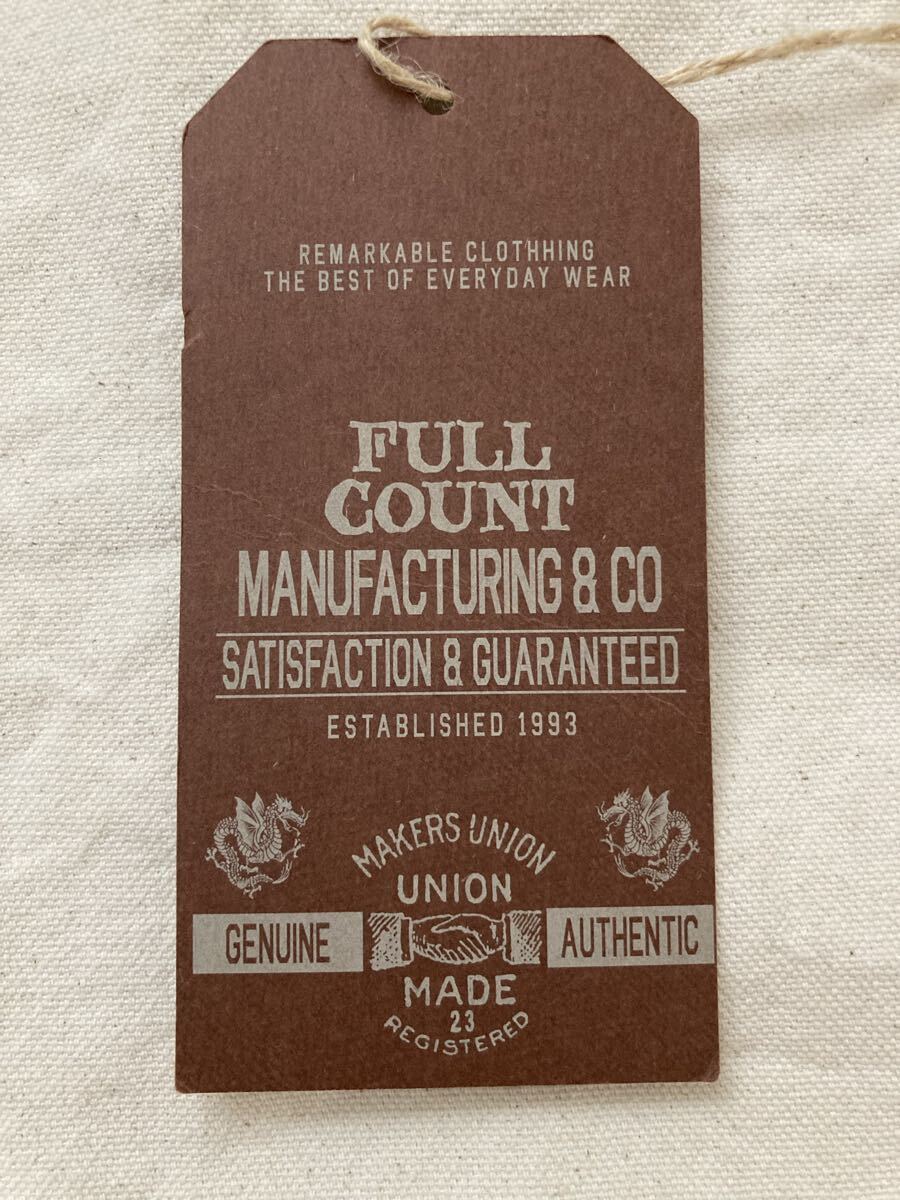 REMARKABLE CLOTHHING
THE BEST OF EVERYDAY WEAR
FULL
COUNT
MANUFACTURING & CO
SATISFACTION & GUARANTEED
ESTABLISHED 1993
MAKERS UNION
UNION
GENUINE
AUTHENTIC
MADE
23
REGISTERED